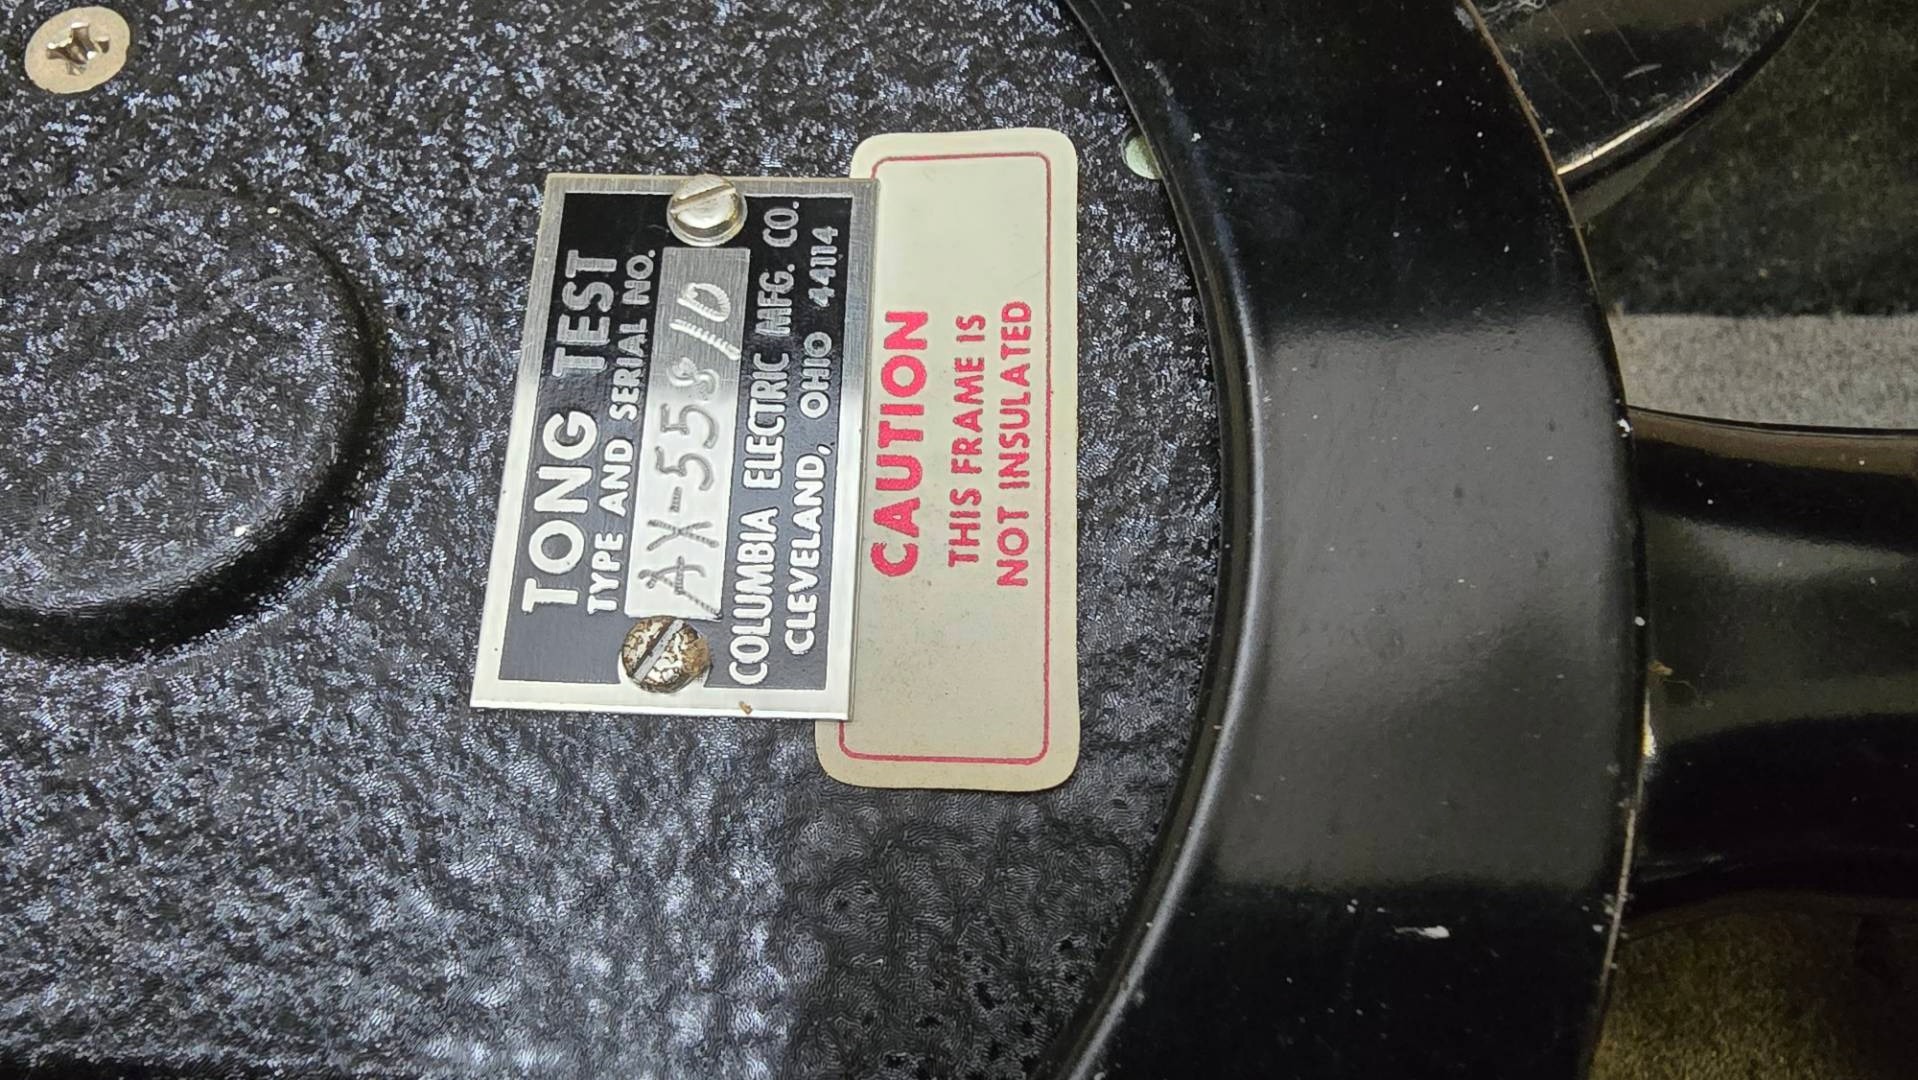 TONG TEST
TYPE AND SERIAL NO.
AX-55810
COLUMBIA ELECTRIC MFG. CO.
CLEVELAND, OHIO 44114
CAUTION
THIS FRAME IS
NOT INSULATED